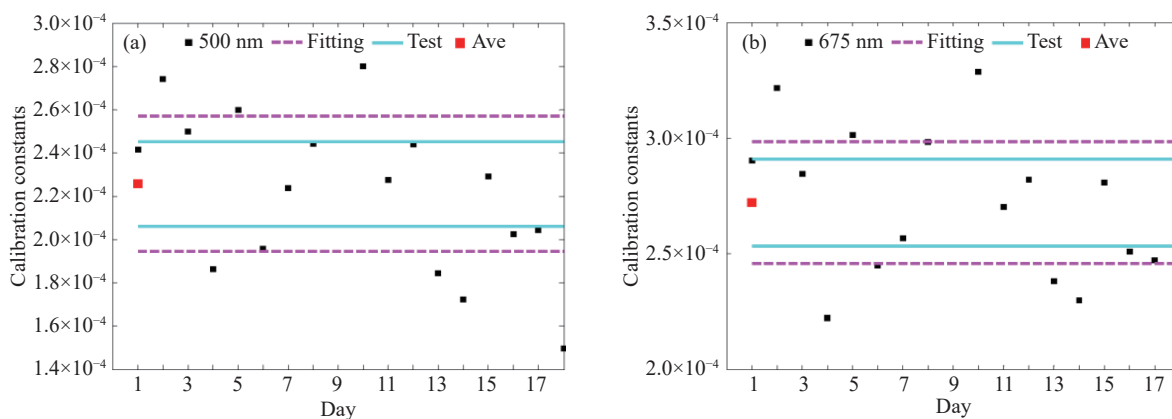 (a) 500 nm Fitting Test Ave
3.0×10⁻⁴
2.8×10⁻⁴
2.6×10⁻⁴
2.4×10⁻⁴
2.2×10⁻⁴
2.0×10⁻⁴
1.8×10⁻⁴
1.6×10⁻⁴
1.4×10⁻⁴
Calibration constants
1 3 5 7 9 11 13 15 17
Day
(b) 675 nm Fitting Test Ave
3.5×10⁻⁴
3.0×10⁻⁴
2.5×10⁻⁴
2.0×10⁻⁴
Calibration constants
1 3 5 7 9 11 13 15 17
Day